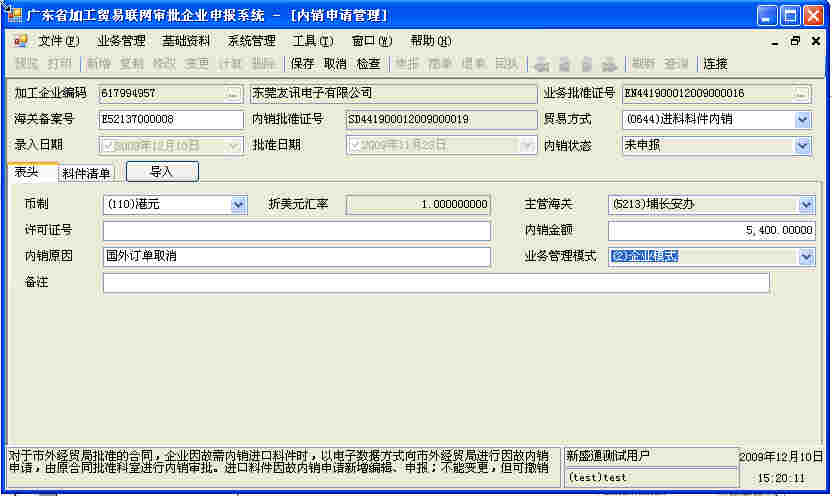 广东省加工贸易联网审批企业申报系统 - [内销申请管理]
文件(F) 业务管理 基础资料 系统管理 工具(T) 窗口(W) 帮助(H)
预览 打印 新增 复制 修改 变更 计算 删除 保存 取消 检查 申报 撤单 退单 回执 刷新 查询 连接
加工企业编码 617994957 ... 东莞友讯电子有限公司 业务批准证号 EN441900012009000016 ...
海关备案号 E52137000008 内销批准证号 SD441900012009000019 贸易方式 (0644)进料料件内销
录入日期 2009年12月10日 批准日期 2009年11月23日 内销状态 未申报
表头 料件清单 导入
币制 (110)港元 折美元汇率 1.000000000 主管海关 (5213)埔长安办
许可证号 内销金额 5,400.00000
内销原因 国外订单取消 业务管理模式 (2)企业模式
备注
对于市外经贸局批准的合同，企业因故需内销进口料件时，以电子数据方式向市外经贸局进行因故内销
申请，由原合同批准科室进行内销审批。进口料件因故内销申请新增编辑、申报；不能变更，但可撤销
新盛通测试用户
(test)test
2009年12月10日
15:20:11